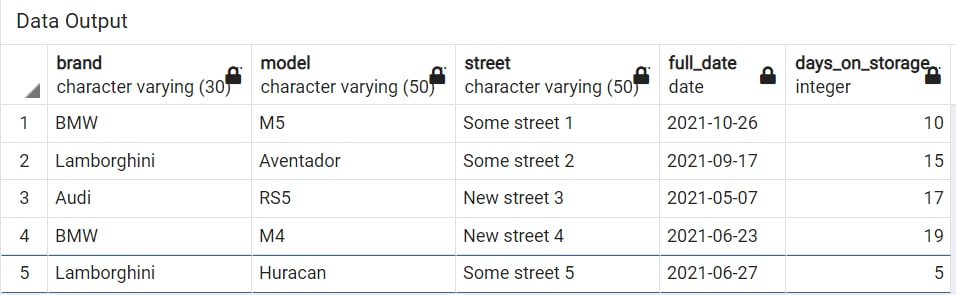 Data Output
brand model street full_date days_on_storage
character varying (30) character varying (50) character varying (50) date integer
1 BMW M5 Some street 1 2021-10-26 10
2 Lamborghini Aventador Some street 2 2021-09-17 15
3 Audi RS5 New street 3 2021-05-07 17
4 BMW M4 New street 4 2021-06-23 19
5 Lamborghini Huracan Some street 5 2021-06-27 5